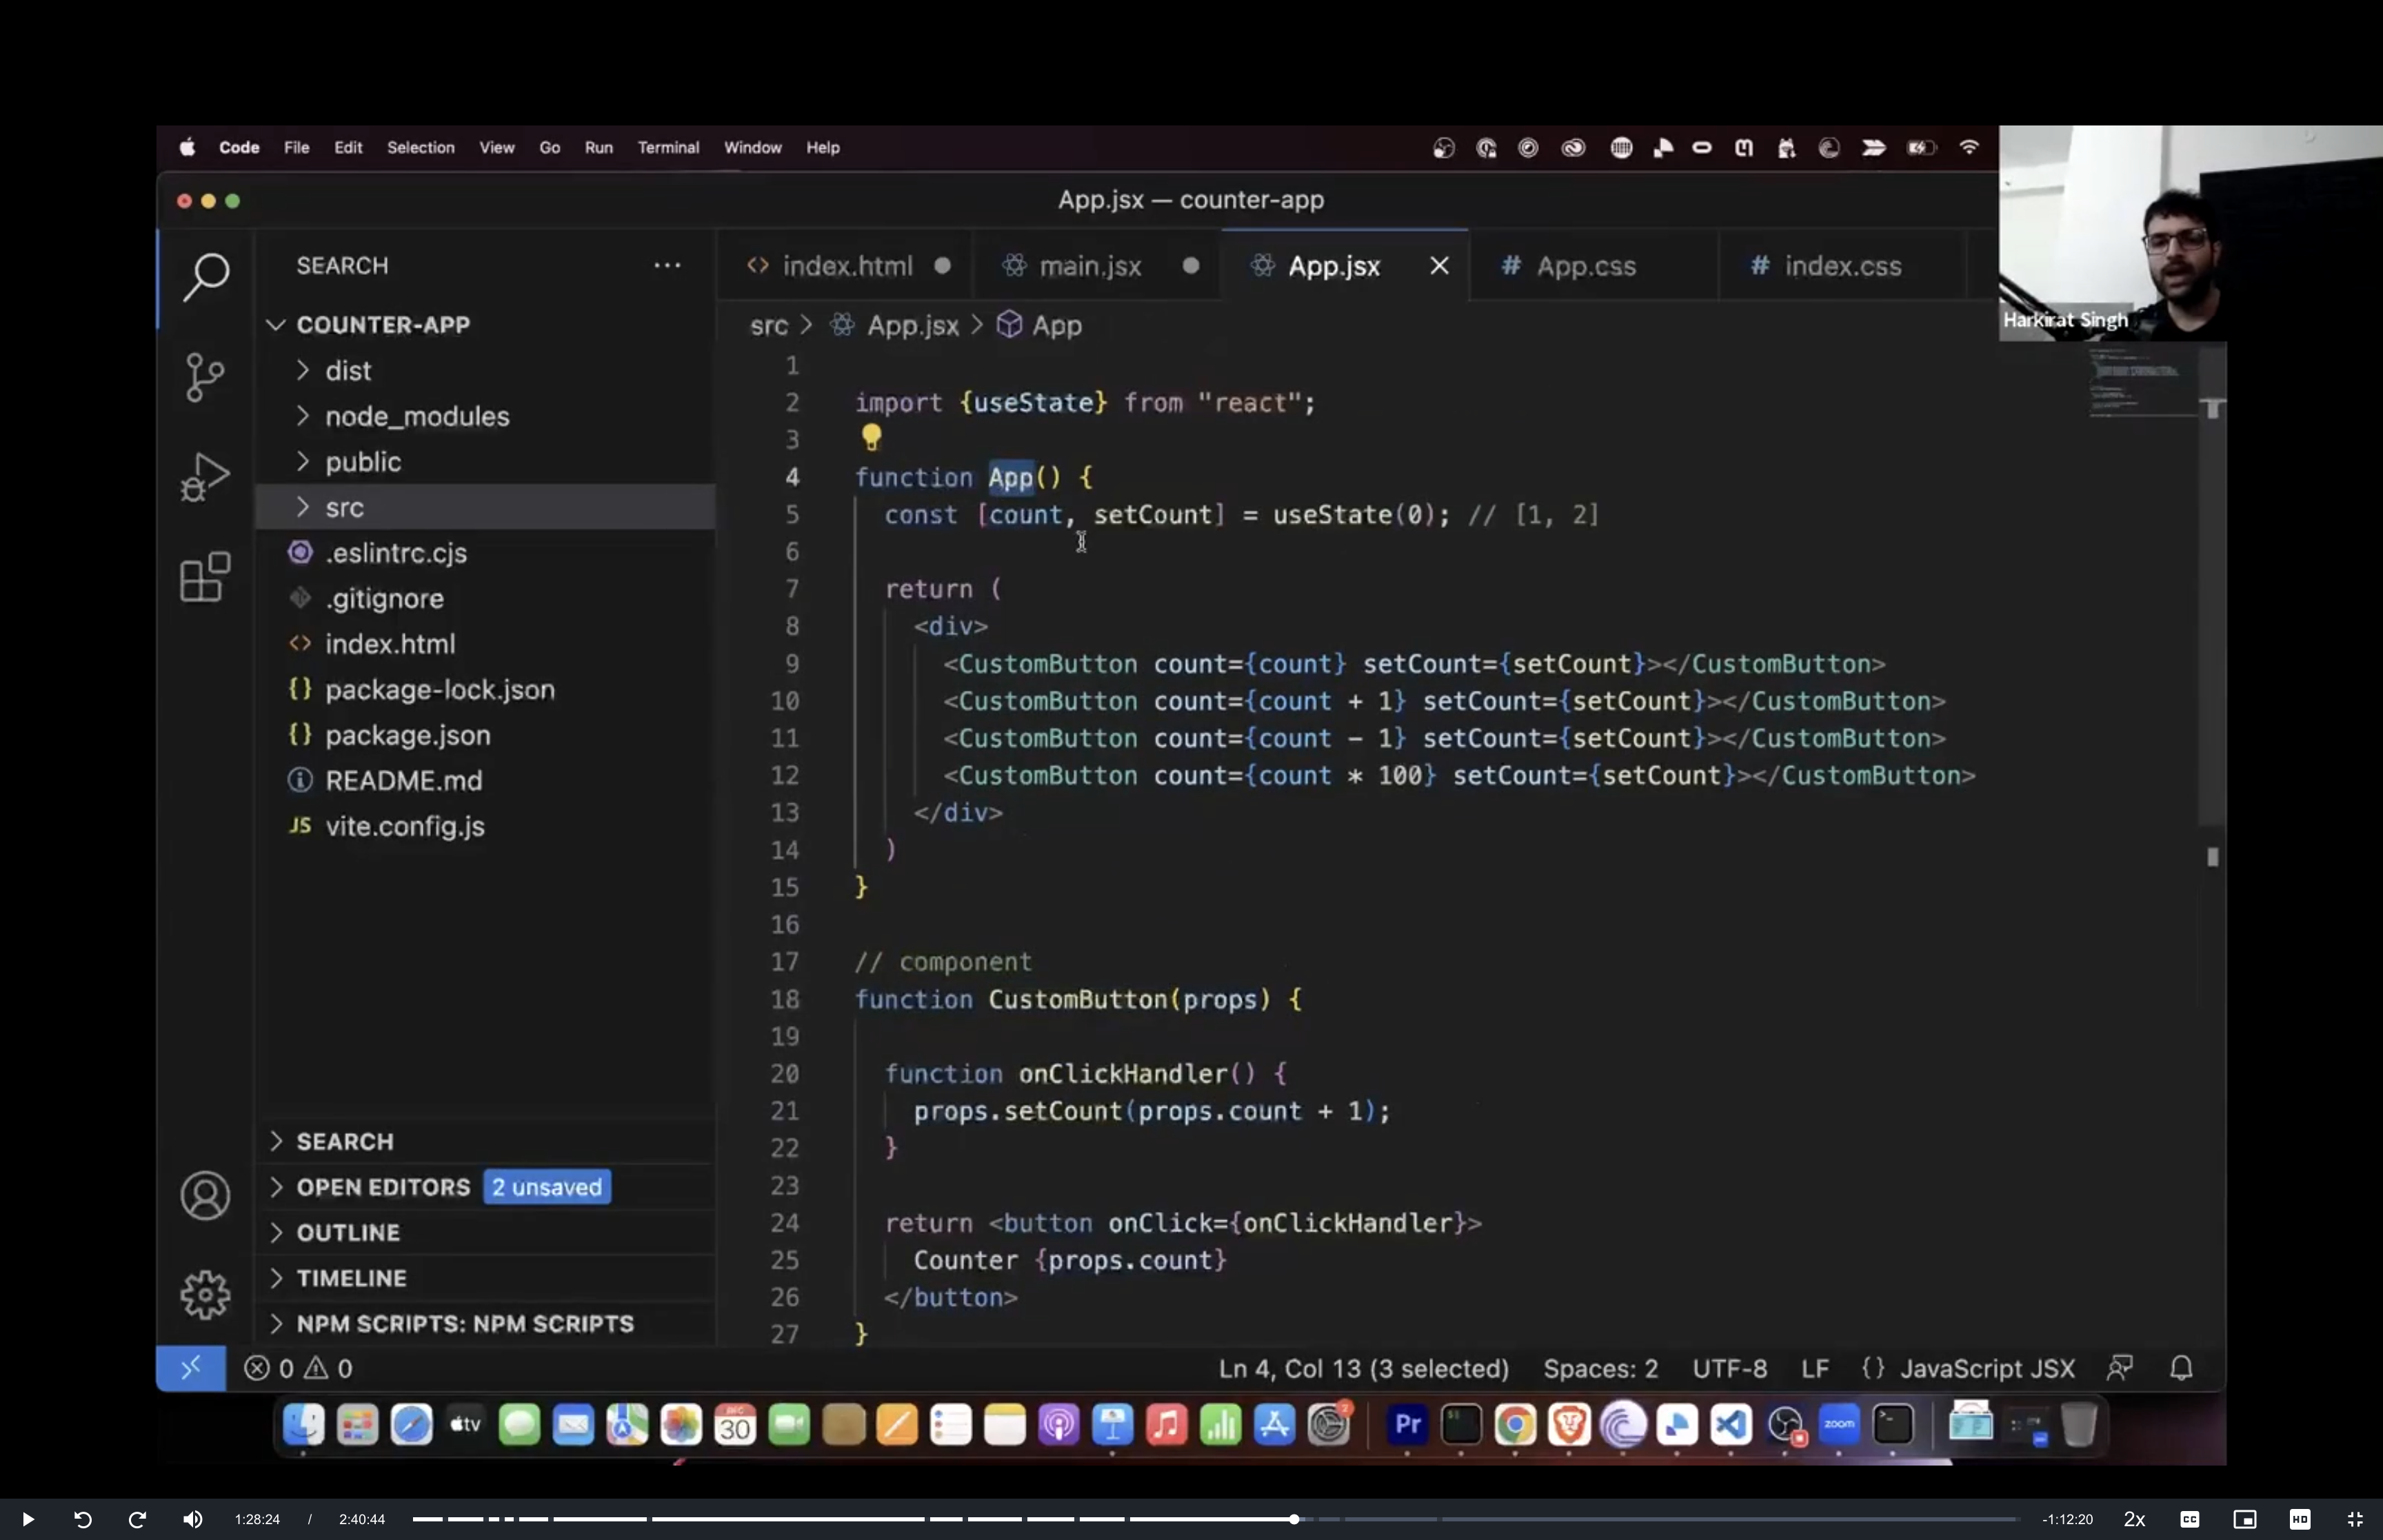 Code File Edit Selection View Go Run Terminal Window Help
App.jsx — counter-app
Harkirat Singh
SEARCH
COUNTER-APP
dist
node_modules
public
src
.eslintrc.cjs
.gitignore
index.html
package-lock.json
package.json
README.md
JS vite.config.js
SEARCH
OPEN EDITORS 2 unsaved
OUTLINE
TIMELINE
NPM SCRIPTS: NPM SCRIPTS
index.html main.jsx App.jsx # App.css # index.css
src > App.jsx > App
1
2 import {useState} from "react";
3
4 function App() {
5 const [count, setCount] = useState(0); // [1, 2]
6
7 return (
8 <div>
9 <CustomButton count={count} setCount={setCount}></CustomButton>
10 <CustomButton count={count + 1} setCount={setCount}></CustomButton>
11 <CustomButton count={count - 1} setCount={setCount}></CustomButton>
12 <CustomButton count={count * 100} setCount={setCount}></CustomButton>
13 </div>
14 )
15 }
16
17 // component
18 function CustomButton(props) {
19
20 function onClickHandler() {
21 props.setCount(props.count + 1);
22 }
23
24 return <button onClick={onClickHandler}>
25 Counter {props.count}
26 </button>
27 }
0 0 Ln 4, Col 13 (3 selected) Spaces: 2 UTF-8 LF {} JavaScript JSX
tv DEC 30 2 Pr zoom
1:28:24 / 2:40:44 -1:12:20 2x CC HD